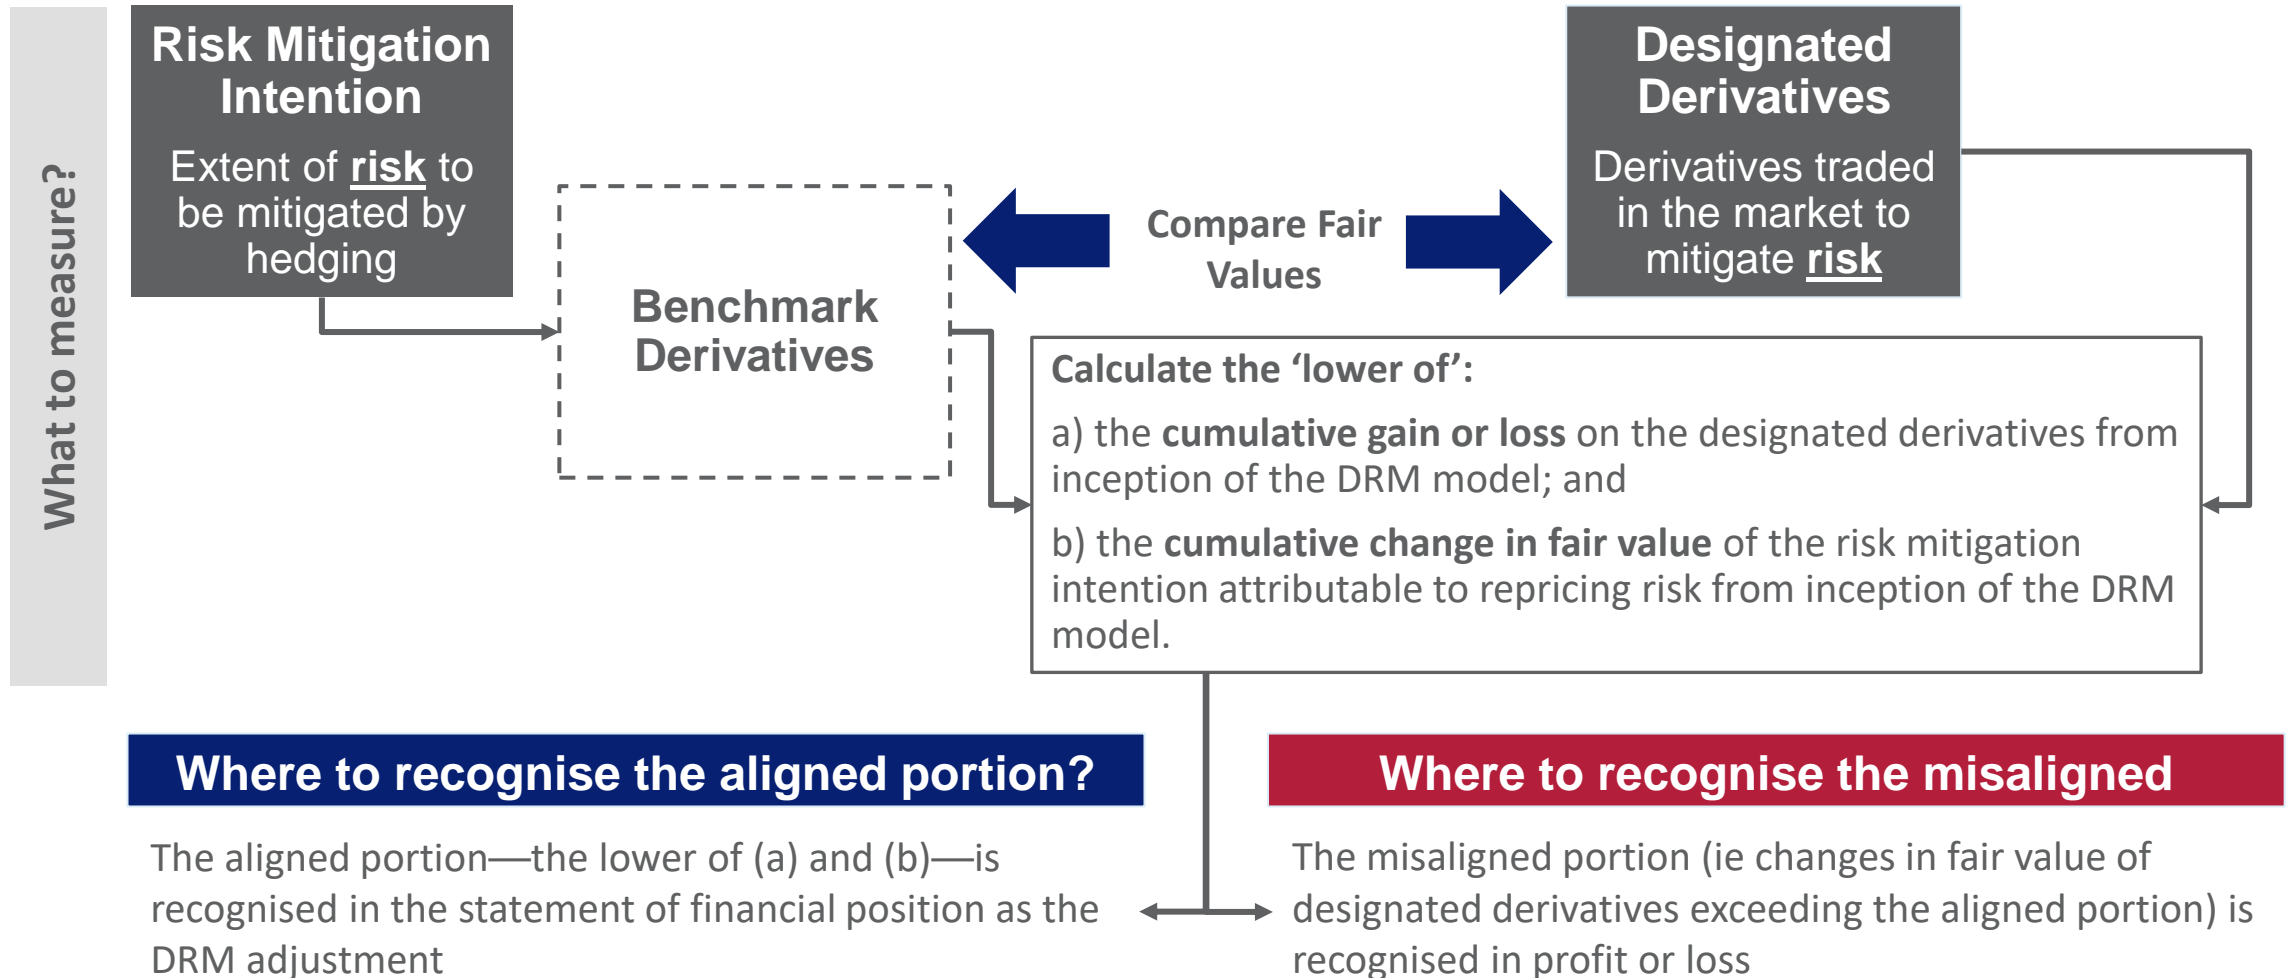 What to measure?
Risk Mitigation
Intention
Extent of risk to
be mitigated by
hedging
Benchmark
Derivatives
Compare Fair
Values
Designated
Derivatives
Derivatives traded
in the market to
mitigate risk
Calculate the ‘lower of’:
a) the cumulative gain or loss on the designated derivatives from
inception of the DRM model; and
b) the cumulative change in fair value of the risk mitigation
intention attributable to repricing risk from inception of the DRM
model.
Where to recognise the aligned portion?
The aligned portion—the lower of (a) and (b)—is
recognised in the statement of financial position as the
DRM adjustment
Where to recognise the misaligned
The misaligned portion (ie changes in fair value of
designated derivatives exceeding the aligned portion) is
recognised in profit or loss